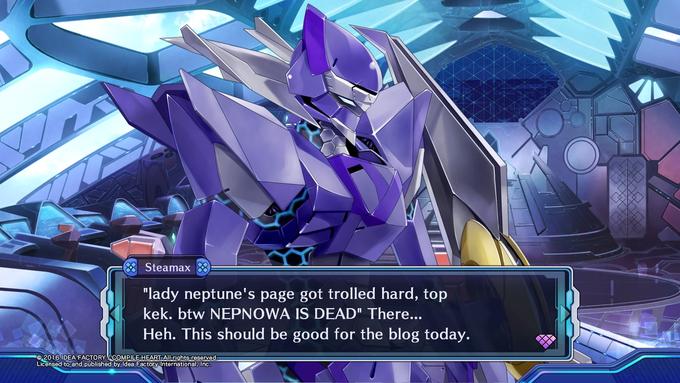 Steamax
"lady neptune's page got trolled hard, top
kek. btw NEPNOWA IS DEAD" There...
Heh. This should be good for the blog today.
© 2016 IDEA FACTORY / COMPILE HEART All rights reserved.
Licensed to and published by Idea Factory International, Inc.